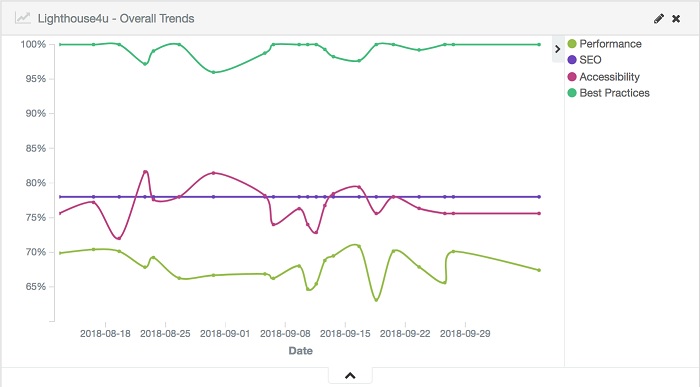 Lighthouse4u - Overall Trends
100%
95%
90%
85%
80%
75%
70%
65%
2018-08-18 2018-08-25 2018-09-01 2018-09-08 2018-09-15 2018-09-22 2018-09-29
Date
Performance
SEO
Accessibility
Best Practices